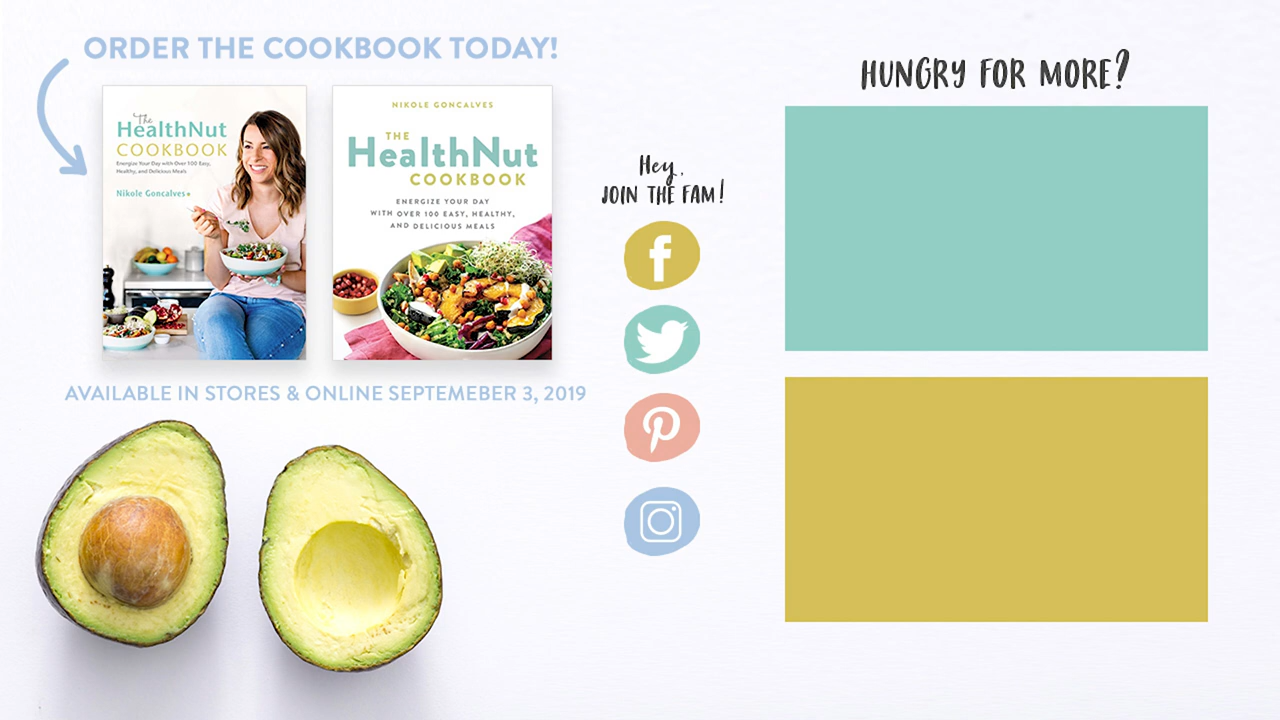 ORDER THE COOKBOOK TODAY!
The
HealthNut
COOKBOOK
Energize Your Day with Over 100 Easy,
Healthy, and Delicious Meals
Nikole Goncalves
NIKOLE GONCALVES
THE
HealthNut
COOKBOOK
ENERGIZE YOUR DAY
WITH OVER 100 EASY, HEALTHY,
AND DELICIOUS MEALS
AVAILABLE IN STORES & ONLINE SEPTEMEBER 3, 2019
Hey,
JOIN THE FAM!
HUNGRY FOR MORE?